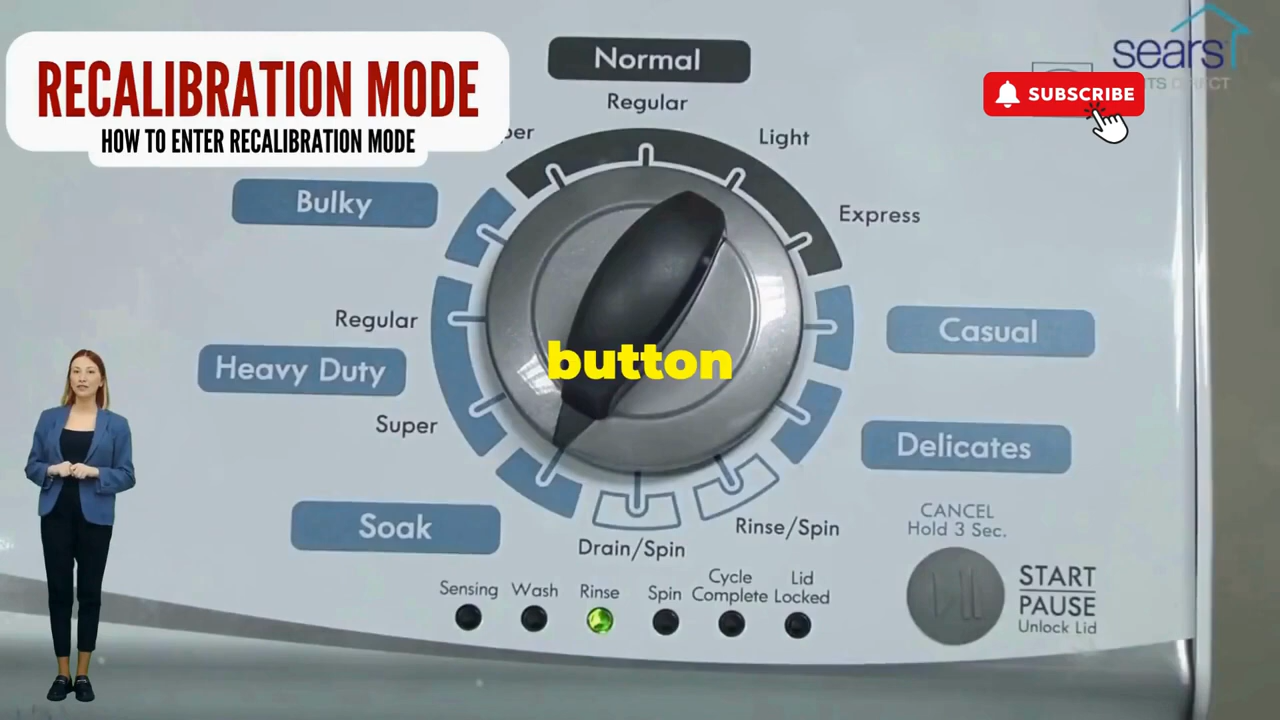 RECALIBRATION MODE
HOW TO ENTER RECALIBRATION MODE
sears
DIRECT
SUBSCRIBE
Normal
Regular
Light
Express
Bulky
Regular
Heavy Duty
Super
Soak
Casual
Delicates
button
Drain/Spin
Rinse/Spin
CANCEL
Hold 3 Sec.
START
PAUSE
Unlock Lid
Sensing
Wash
Rinse
Spin
Cycle
Complete
Lid
Locked